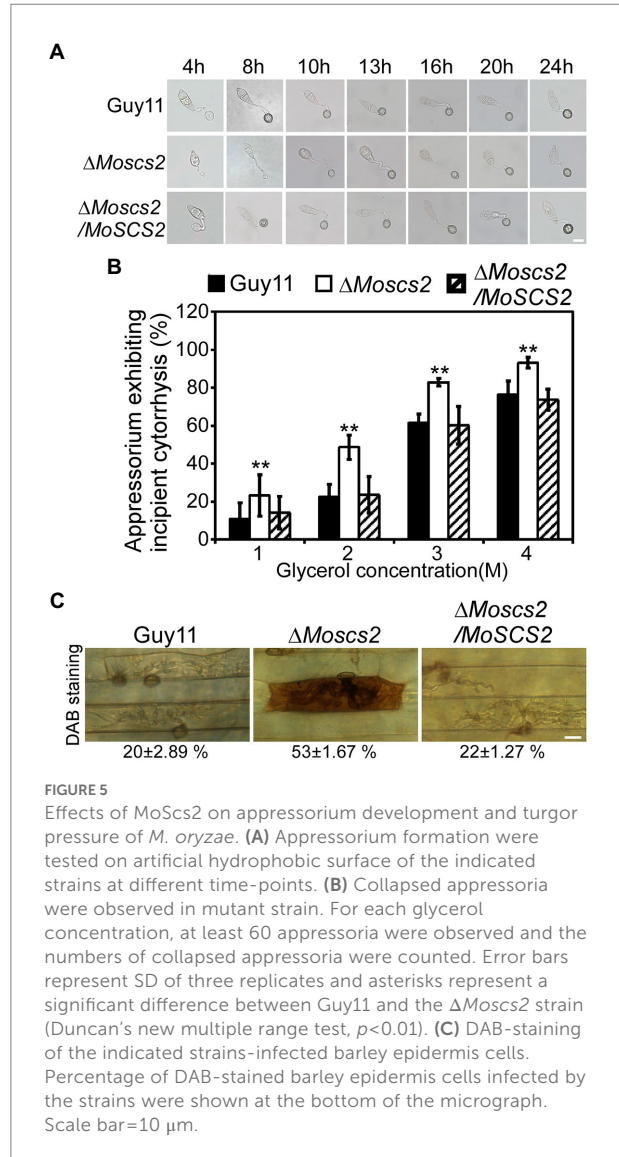 A
4h 8h 10h 13h 16h 20h 24h
Guy11
ΔMoscs2
ΔMoscs2
/MoSCS2
B
Guy11 ΔMoscs2 ΔMoscs2
/MoSCS2
Appressorium exhibiting
incipient cytorrhysis (%)
120
100
80
60
40
20
0
** ** ** **
1 2 3 4
Glycerol concentration(M)
C
Guy11 ΔMoscs2 ΔMoscs2
/MoSCS2
DAB staining
20±2.89 % 53±1.67 % 22±1.27 %
FIGURE 5
Effects of MoScs2 on appressorium development and turgor
pressure of M. oryzae. (A) Appressorium formation were
tested on artificial hydrophobic surface of the indicated
strains at different time-points. (B) Collapsed appressoria
were observed in mutant strain. For each glycerol
concentration, at least 60 appressoria were observed and the
numbers of collapsed appressoria were counted. Error bars
represent SD of three replicates and asterisks represent a
significant difference between Guy11 and the ΔMoscs2 strain
(Duncan's new multiple range test, p<0.01). (C) DAB-staining
of the indicated strains-infected barley epidermis cells.
Percentage of DAB-stained barley epidermis cells infected by
the strains were shown at the bottom of the micrograph.
Scale bar=10 μm.